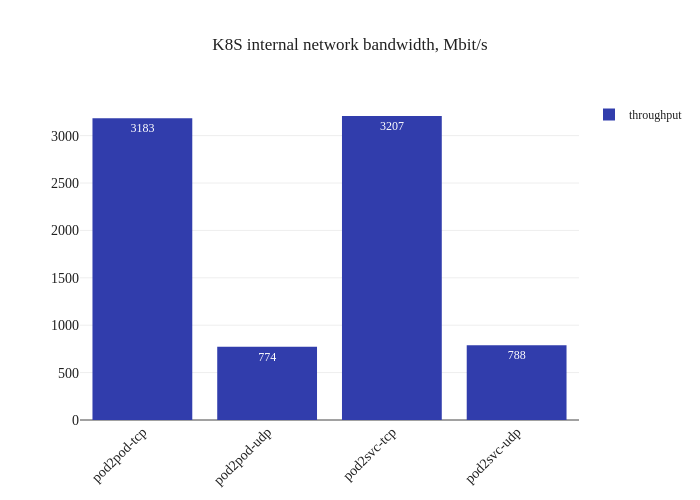 K8S internal network bandwidth, Mbit/s
throughput
3000
2500
2000
1500
1000
500
0
3183
774
3207
788
pod2pod-tcp
pod2pod-udp
pod2svc-tcp
pod2svc-udp